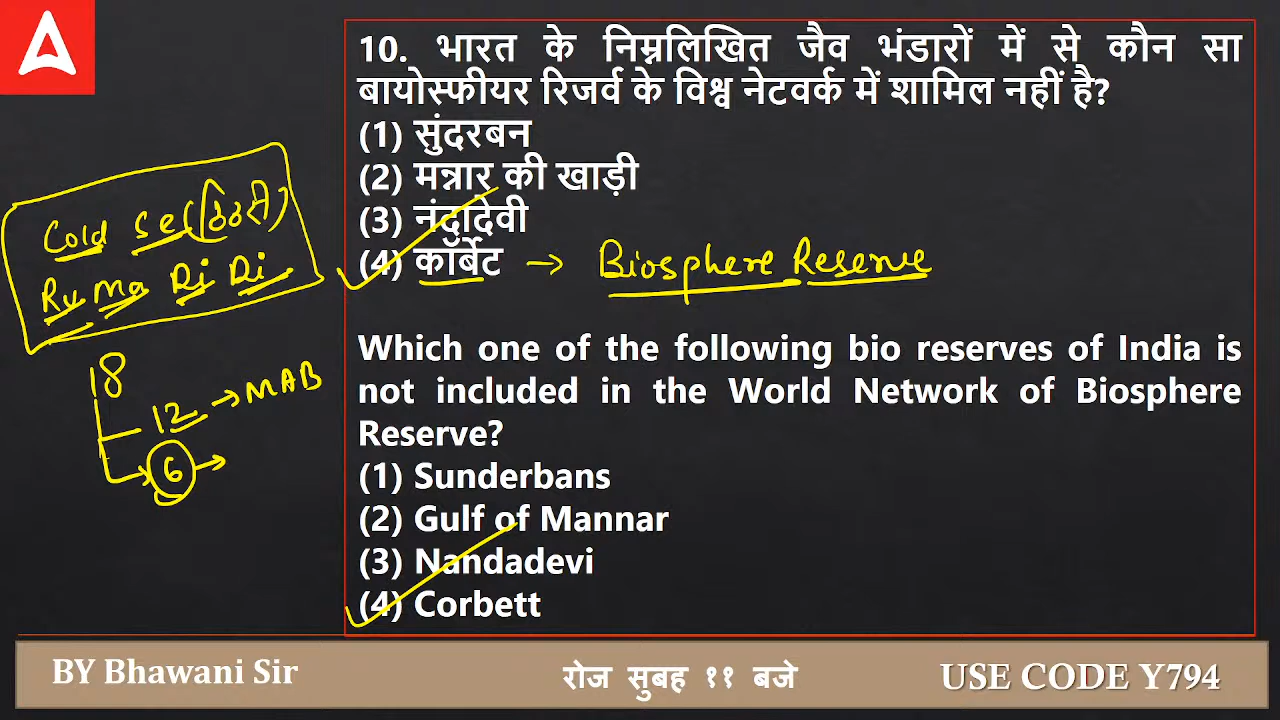 10. भारत के निम्नलिखित जैव भंडारों में से कौन सा
बायोस्फीयर रिजर्व के विश्व नेटवर्क में शामिल नहीं है?
(1) सुंदरबन
(2) मन्नार की खाड़ी
(3) नंदादेवी
(4) कॉर्बेट → Biosphere Reserve
Which one of the following bio reserves of India is
not included in the World Network of Biosphere
Reserve?
(1) Sunderbans
(2) Gulf of Mannar
(3) Nandadevi
(4) Corbett
Cold Se
Ma
18
12 → MAB
6 →
BY Bhawani Sir
रोज सुबह ११ बजे
USE CODE Y794